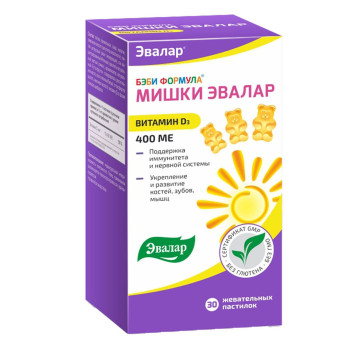 Эвалар®
БЭБИ ФОРМУЛА®
МИШКИ ЭВАЛАР
ВИТАМИН D₃
400 МЕ
• Поддержка
иммунитета
и нервной системы
• Укрепление
и развитие
костей, зубов,
мышц
Эвалар®
СЕРТИФИКАТ GMP
БЕЗ ГЛЮТЕНА · БЕЗ ГМО
30 жевательных
пастилок
Эвалар